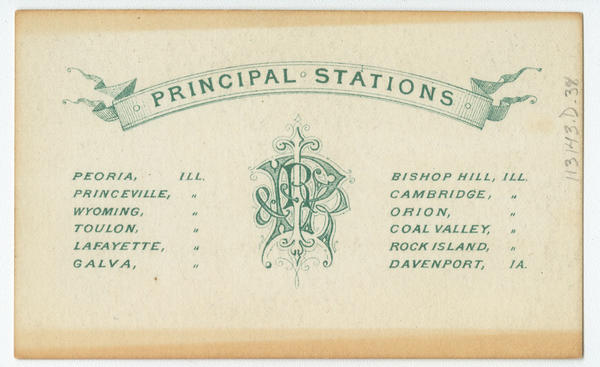 PRINCIPAL STATIONS
PEORIA, ILL.
PRINCEVILLE, "
WYOMING, "
TOULON, "
LAFAYETTE, "
GALVA, "
BISHOP HILL, ILL.
CAMBRIDGE, "
ORION, "
COAL VALLEY, "
ROCK ISLAND, "
DAVENPORT, IA.
113143.D.38